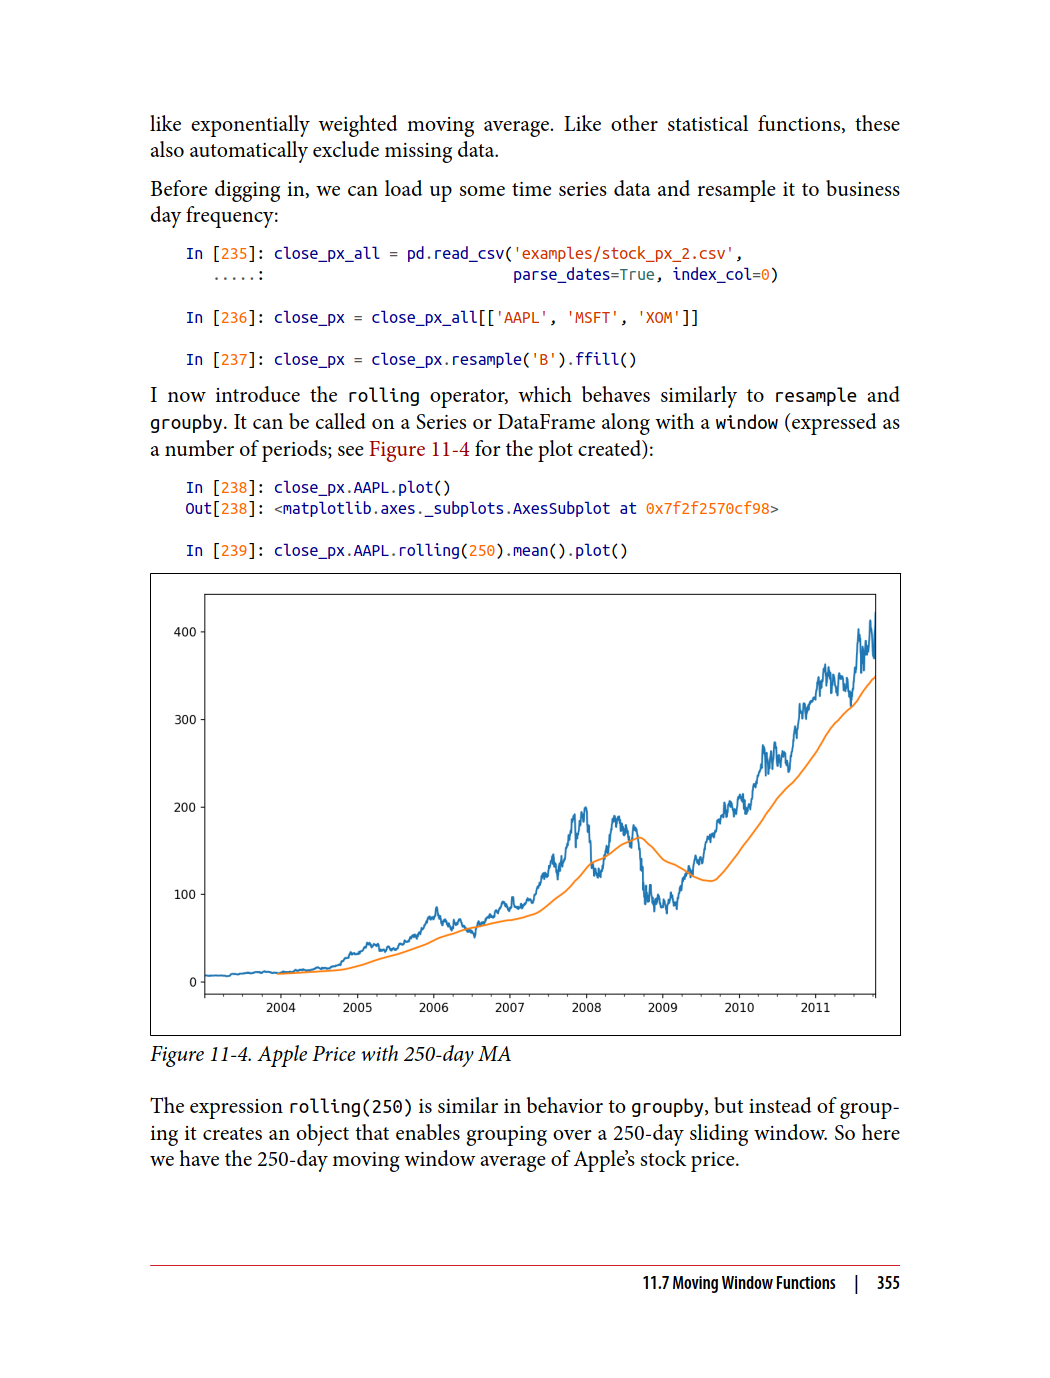 like exponentially weighted moving average. Like other statistical functions, these
also automatically exclude missing data.
Before digging in, we can load up some time series data and resample it to business
day frequency:
In [235]: close_px_all = pd.read_csv('examples/stock_px_2.csv',
.....: parse_dates=True, index_col=0)
In [236]: close_px = close_px_all[['AAPL', 'MSFT', 'XOM']]
In [237]: close_px = close_px.resample('B').ffill()
I now introduce the rolling operator, which behaves similarly to resample and
groupby. It can be called on a Series or DataFrame along with a window (expressed as
a number of periods; see Figure 11-4 for the plot created):
In [238]: close_px.AAPL.plot()
Out[238]: <matplotlib.axes._subplots.AxesSubplot at 0x7f2f2570cf98>
In [239]: close_px.AAPL.rolling(250).mean().plot()
400
300
200
100
0
2004 2005 2006 2007 2008 2009 2010 2011
Figure 11-4. Apple Price with 250-day MA
The expression rolling(250) is similar in behavior to groupby, but instead of group-
ing it creates an object that enables grouping over a 250-day sliding window. So here
we have the 250-day moving window average of Apple's stock price.
11.7 Moving Window Functions | 355